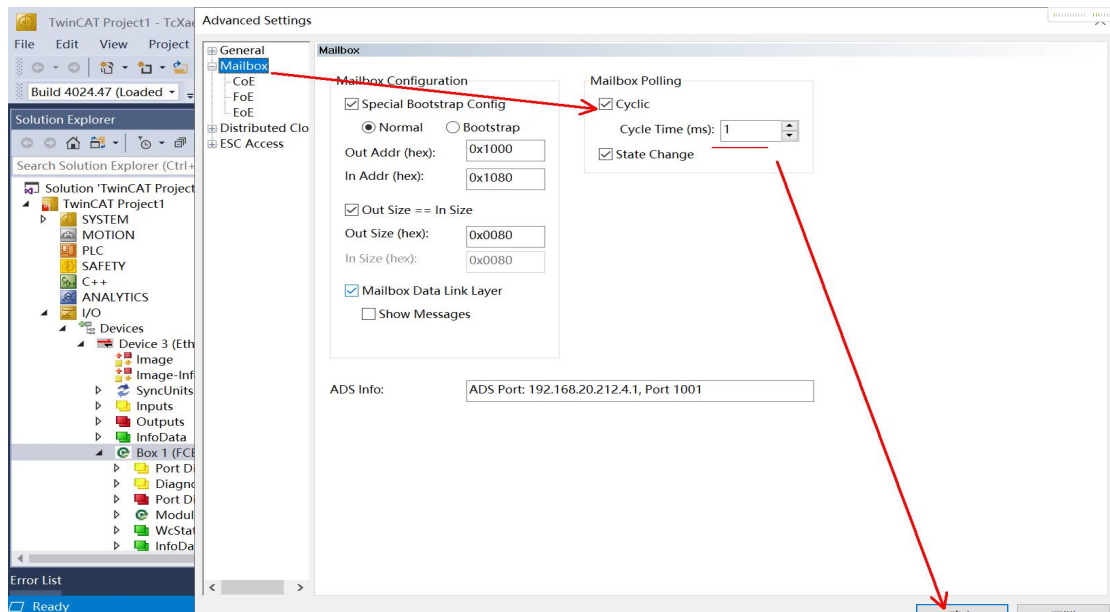 TwinCAT Project1 - TcXae
Advanced Settings
File Edit View Project
Build 4024.47 (Loaded
Solution Explorer
Search Solution Explorer (Ctrl+
Solution 'TwinCAT Project
TwinCAT Project1
SYSTEM
MOTION
PLC
SAFETY
C++
ANALYTICS
I/O
Devices
Device 3 (Eth
Image
Image-Inf
SyncUnits
Inputs
Outputs
InfoData
Box 1 (FCE
Port Di
Diagno
Port Di
Modul
WcStat
InfoDa
Error List
Ready
General
Mailbox
CoE
FoE
EoE
Distributed Clo
ESC Access
Mailbox
Mailbox Configuration
Special Bootstrap Config
Normal Bootstrap
Out Addr (hex): 0x1000
In Addr (hex): 0x1080
Out Size == In Size
Out Size (hex): 0x0080
In Size (hex): 0x0080
Mailbox Data Link Layer
Show Messages
Mailbox Polling
Cyclic
Cycle Time (ms): 1
State Change
ADS Info: ADS Port: 192.168.20.212.4.1, Port 1001